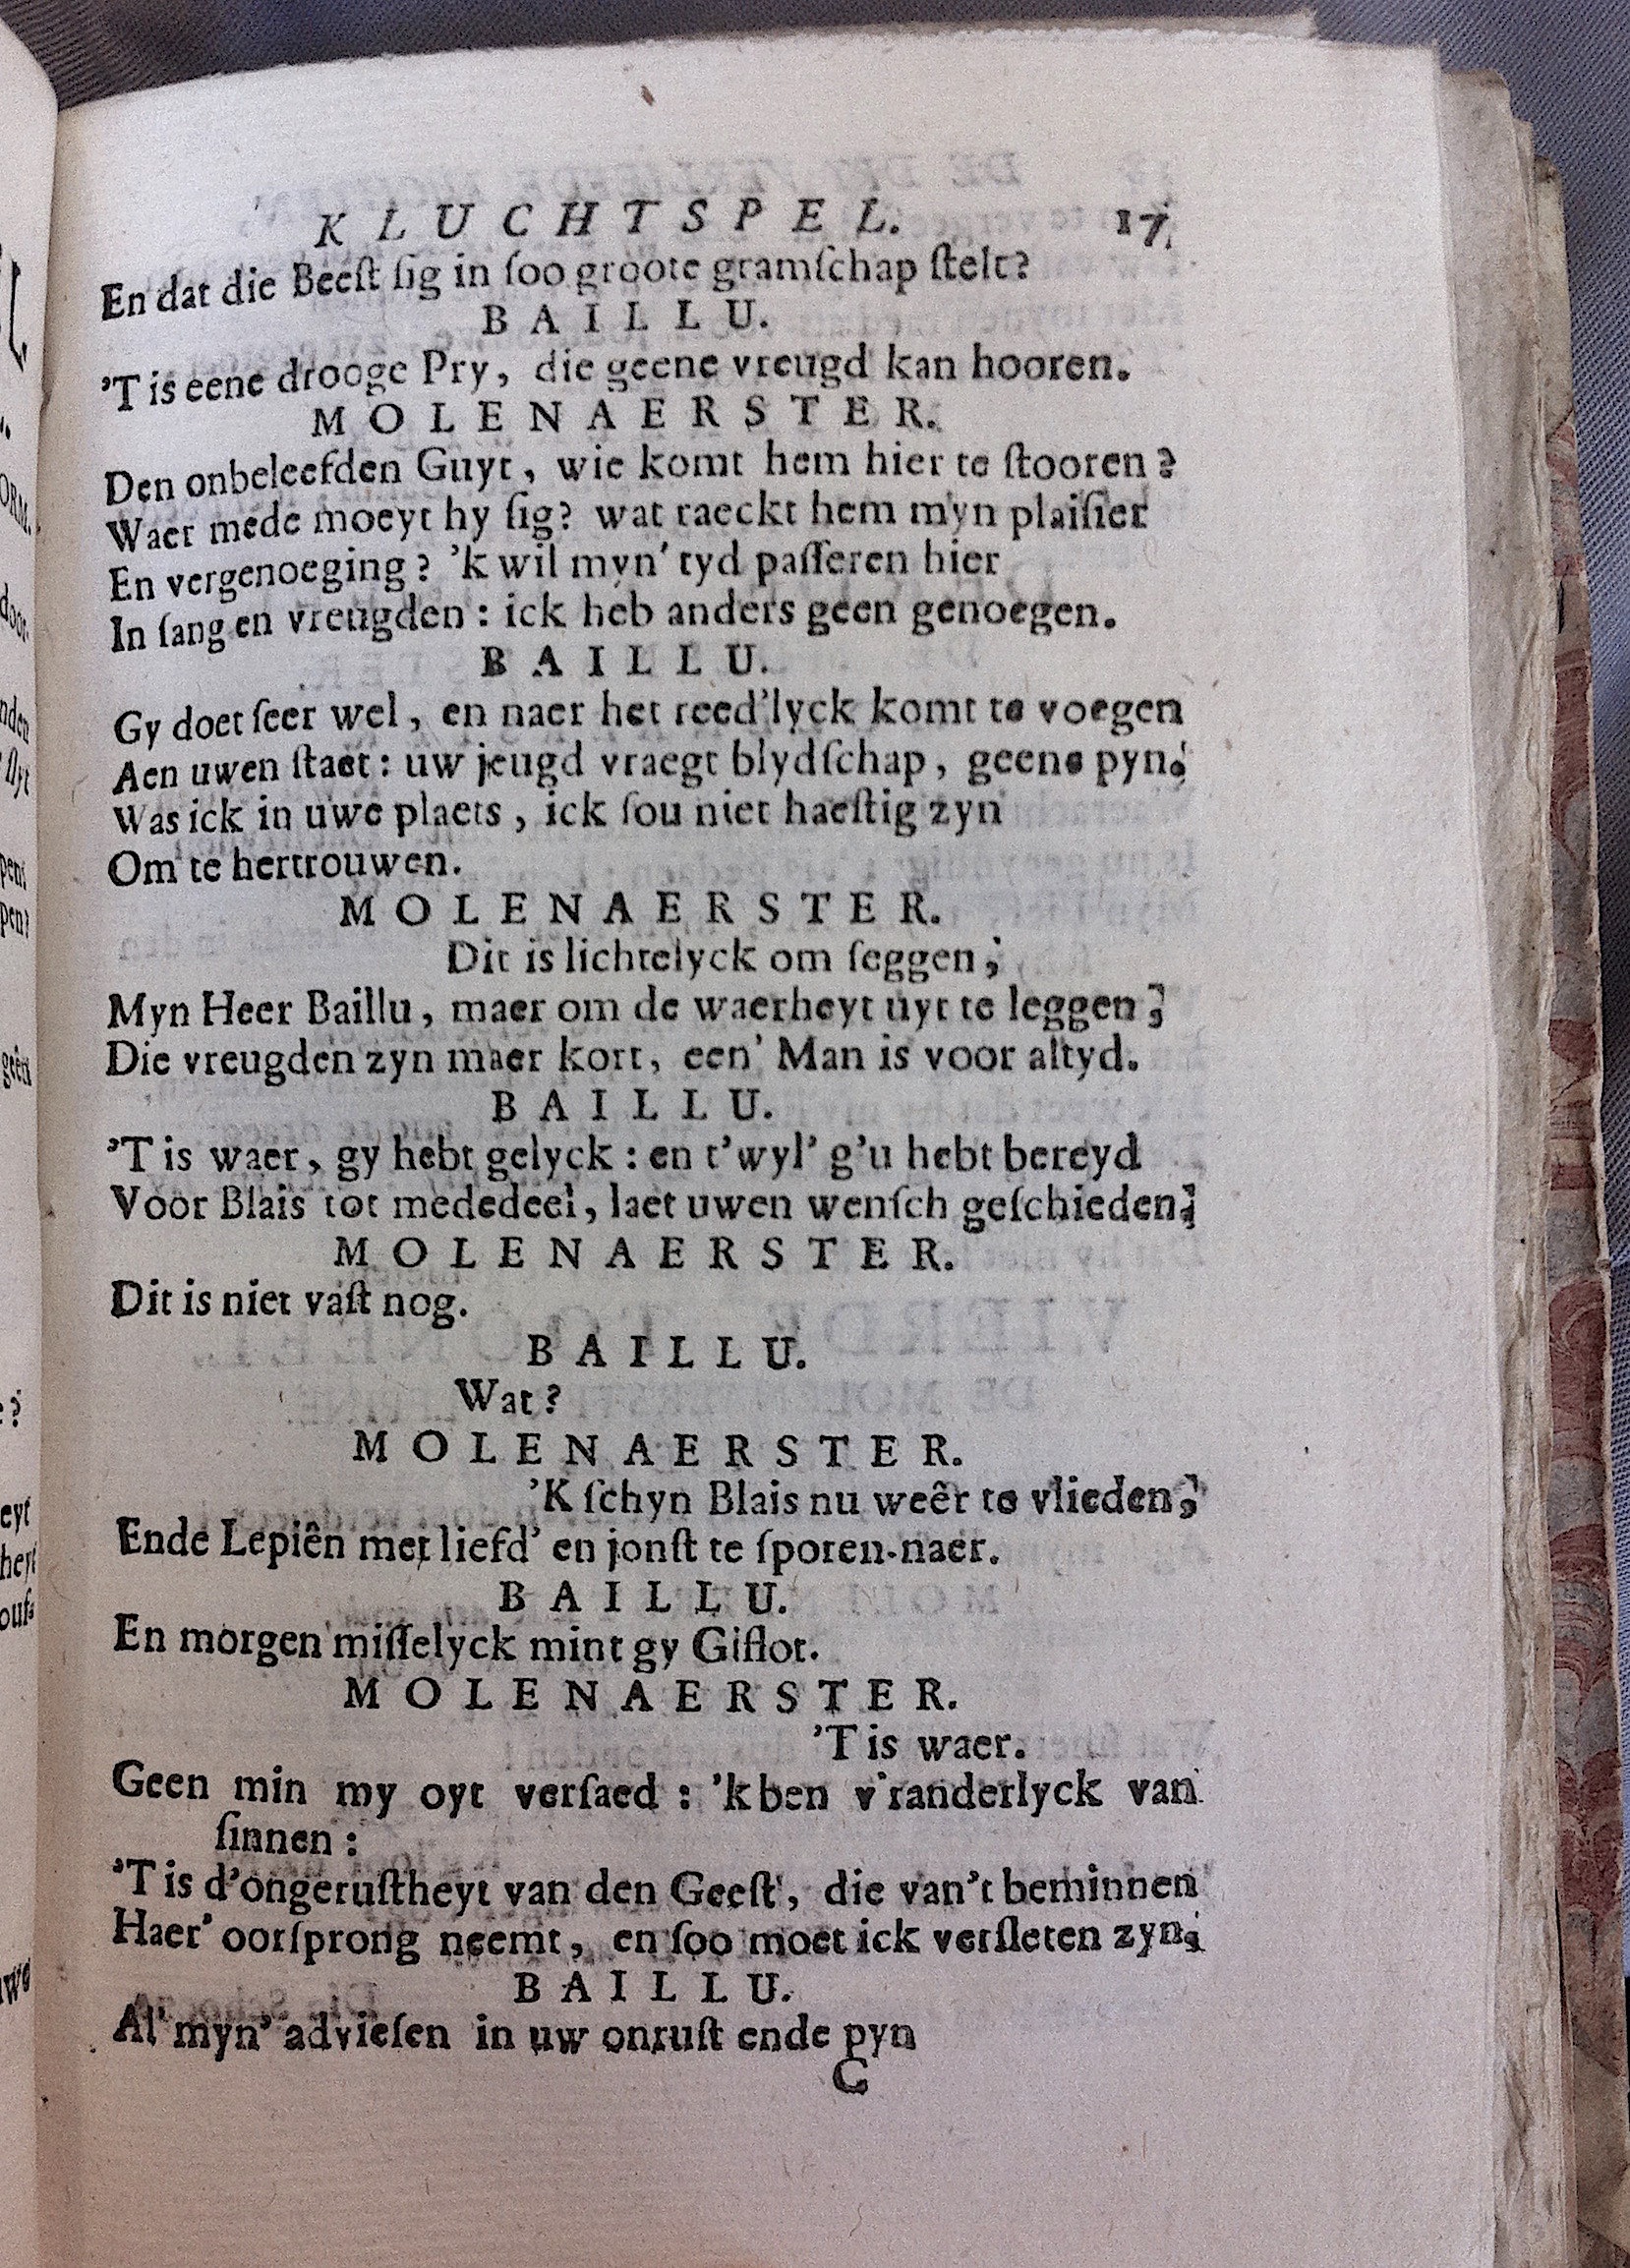 KLUCHTSPEL. 17
En dat die Beeſt ſig in ſoo groote gramſchap ſtelt?
BAILLU.
'T is eene drooge Pry, die geene vreugd kan hooren.
MOLENAERSTER.
Den onbeleefden Guyt, wie komt hem hier te ſtooren?
Waer mede moeyt hy ſig? wat raeckt hem myn plaiſier
En vergenoeging? 'k wil myn' tyd paſſeren hier
In ſang en vreugden: ick heb anders geen genoegen.
BAILLU.
Gy doet ſeer wel, en naer het reed'lyck komt te voegen
Aen uwen ſtaet: uw jeugd vraegt blydſchap, geene pyn.
Was ick in uwe plaets, ick ſou niet haeſtig zyn
Om te hertrouwen.
MOLENAERSTER.
Dit is lichtelyck om ſeggen,
Myn Heer Baillu, maer om de waerheyt uyt te leggen,
Die vreugden zyn maer kort, een' Man is voor altyd.
BAILLU.
'T is waer, gy hebt gelyck: en t'wyl' g'u hebt bereyd
Voor Blais tot mededeel, laet uwen wenſch geſchieden.
MOLENAERSTER.
Dit is niet vaſt nog.
BAILLU.
Wat?
MOLENAERSTER.
'K ſchyn Blais nu weêr te vlieden,
Ende Lepiên met liefd' en jonſt te ſporen-naer.
BAILLU.
En morgen miſſelyck mint gy Giflot.
MOLENAERSTER.
'T is waer.
Geen min my oyt verſaed: 'k ben v'randerlyck van
ſinnen:
'T is d'ongeruſtheyt van den Geeſt, die van't beminnen
Haer' oorſprong neemt, en ſoo moet ick verſleten zyn.
BAILLU.
Al' myn' advieſen in uw onruſt ende pyn
C